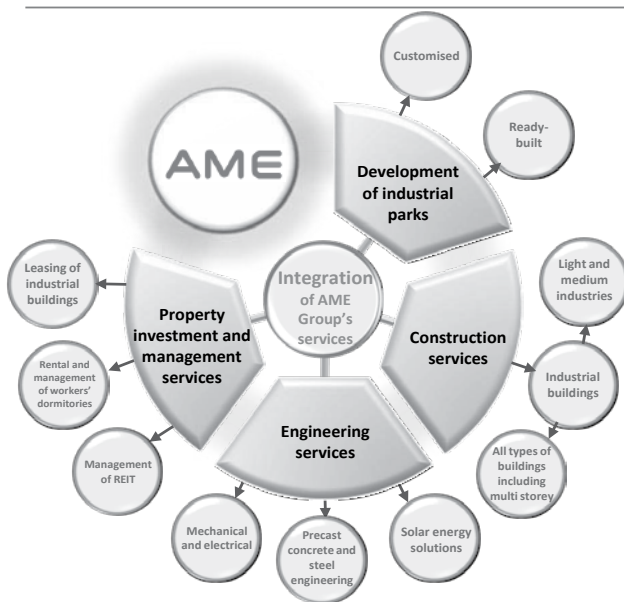 Customised
Ready-
built
AME
Development
of industrial
parks
Leasing of
industrial
buildings
Light and
medium
industries
Integration
of AME
Group's
services
Property
investment and
management
services
Construction
services
Rental and
management
of workers'
dormitories
Industrial
buildings
Engineering
services
Management
of REIT
All types of
buildings
including
multi storey
Mechanical
and electrical
Precast
concrete and
steel
engineering
Solar energy
solutions